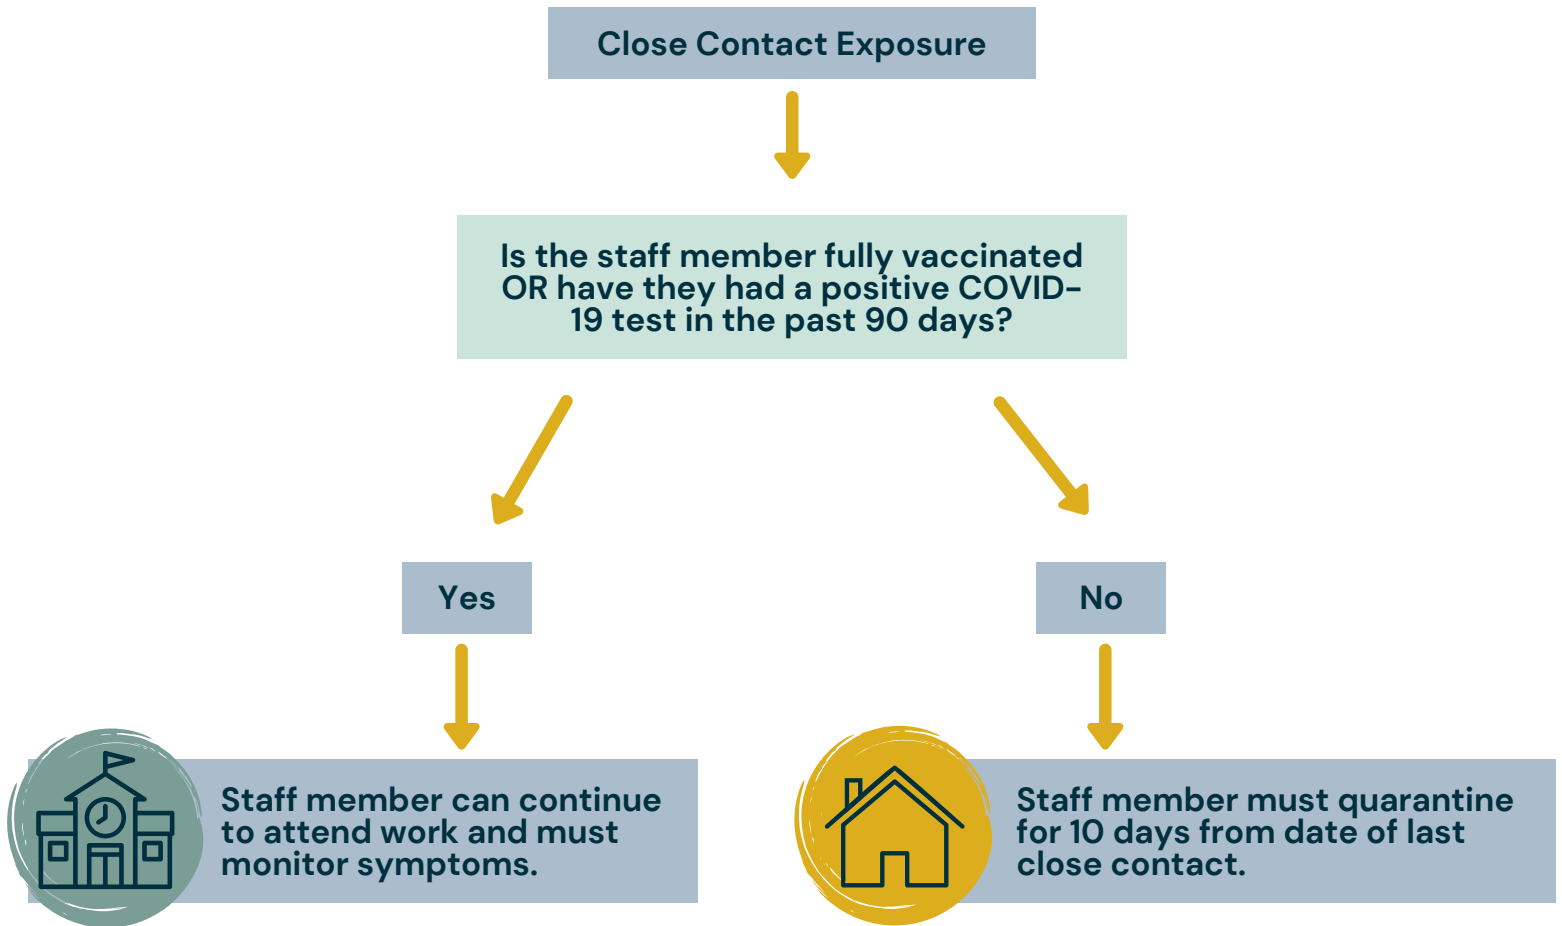 Close Contact Exposure
Is the staff member fully vaccinated
OR have they had a positive COVID-
19 test in the past 90 days?
Yes
No
Staff member can continue
to attend work and must
monitor symptoms.
Staff member must quarantine
for 10 days from date of last
close contact.